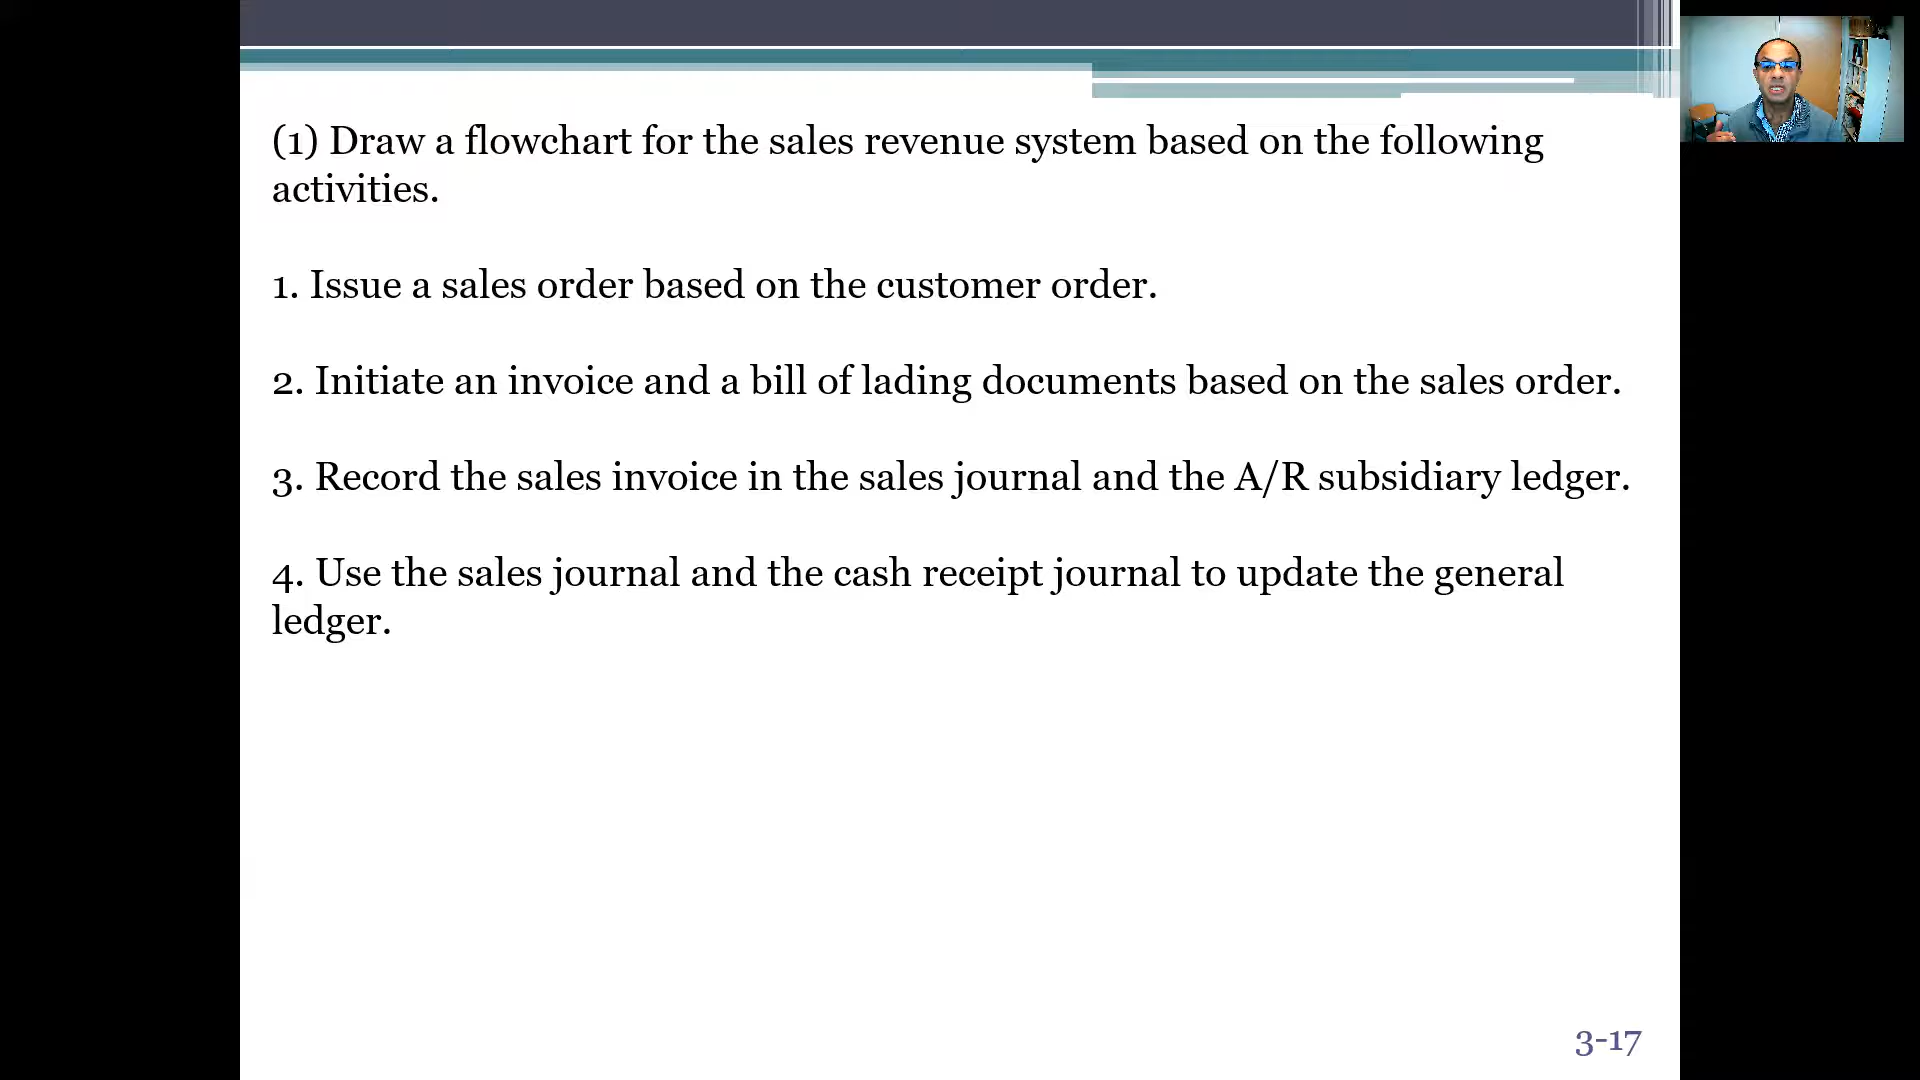 (1) Draw a flowchart for the sales revenue system based on the following
activities.
1. Issue a sales order based on the customer order.
2. Initiate an invoice and a bill of lading documents based on the sales order.
3. Record the sales invoice in the sales journal and the A/R subsidiary ledger.
4. Use the sales journal and the cash receipt journal to update the general
ledger.
3-17